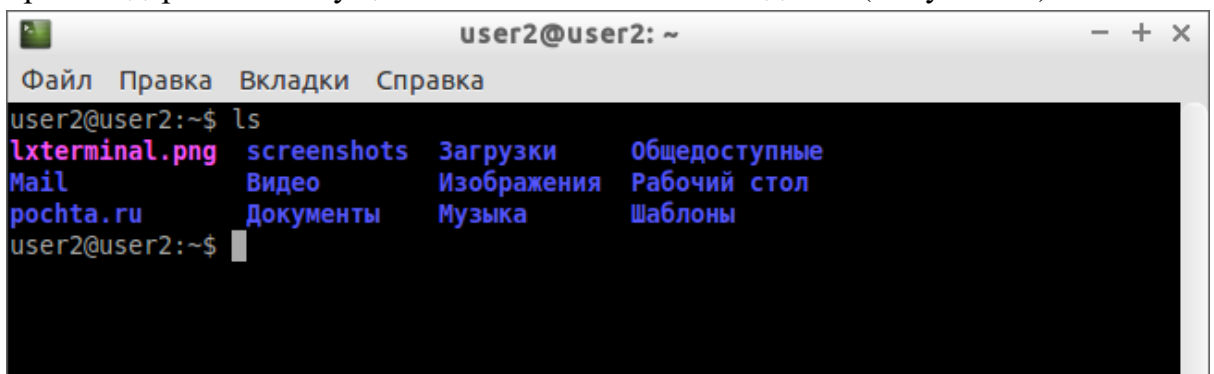 user2@user2: ~
Файл Правка Вкладки Справка
user2@user2:~$ ls
lxterminal.png screenshots Загрузки Общедоступные
Mail Видео Изображения Рабочий стол
pochta.ru Документы Музыка Шаблоны
user2@user2:~$